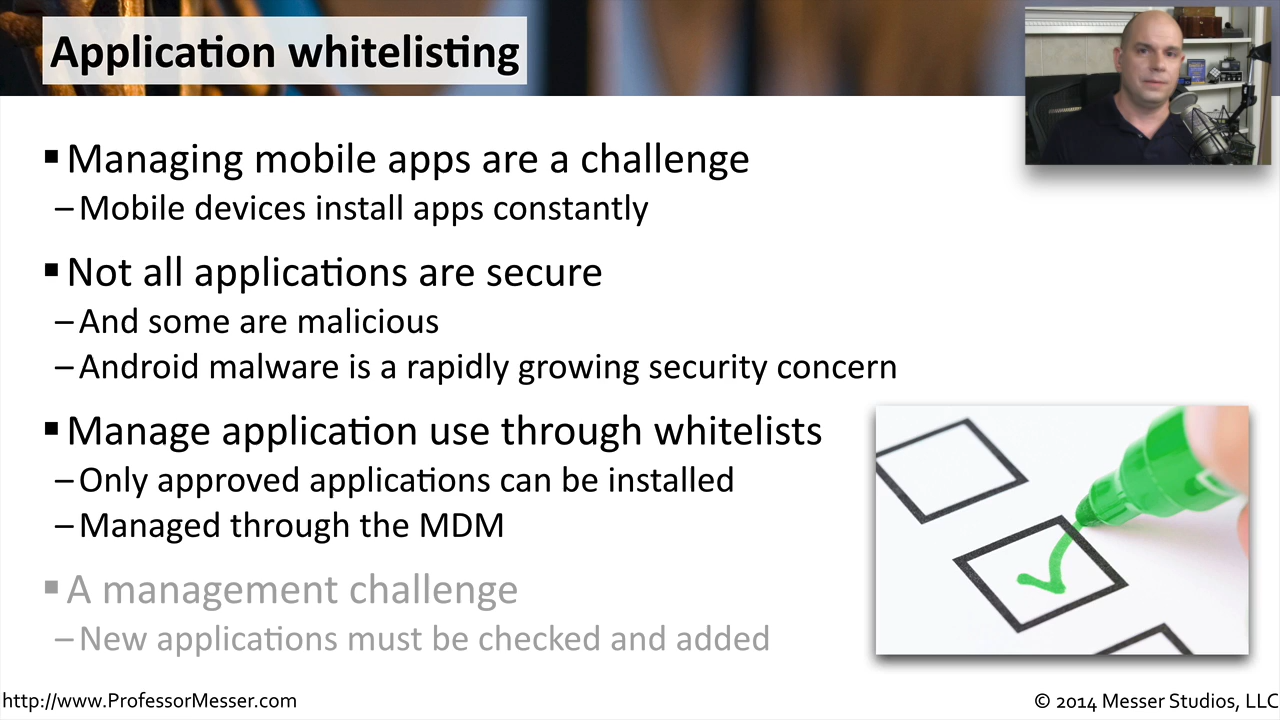 Application whitelisting
▪ Managing mobile apps are a challenge
– Mobile devices install apps constantly
▪ Not all applications are secure
– And some are malicious
– Android malware is a rapidly growing security concern
▪ Manage application use through whitelists
– Only approved applications can be installed
– Managed through the MDM
▪ A management challenge
– New applications must be checked and added
http://www.ProfessorMesser.com
© 2014 Messer Studios, LLC